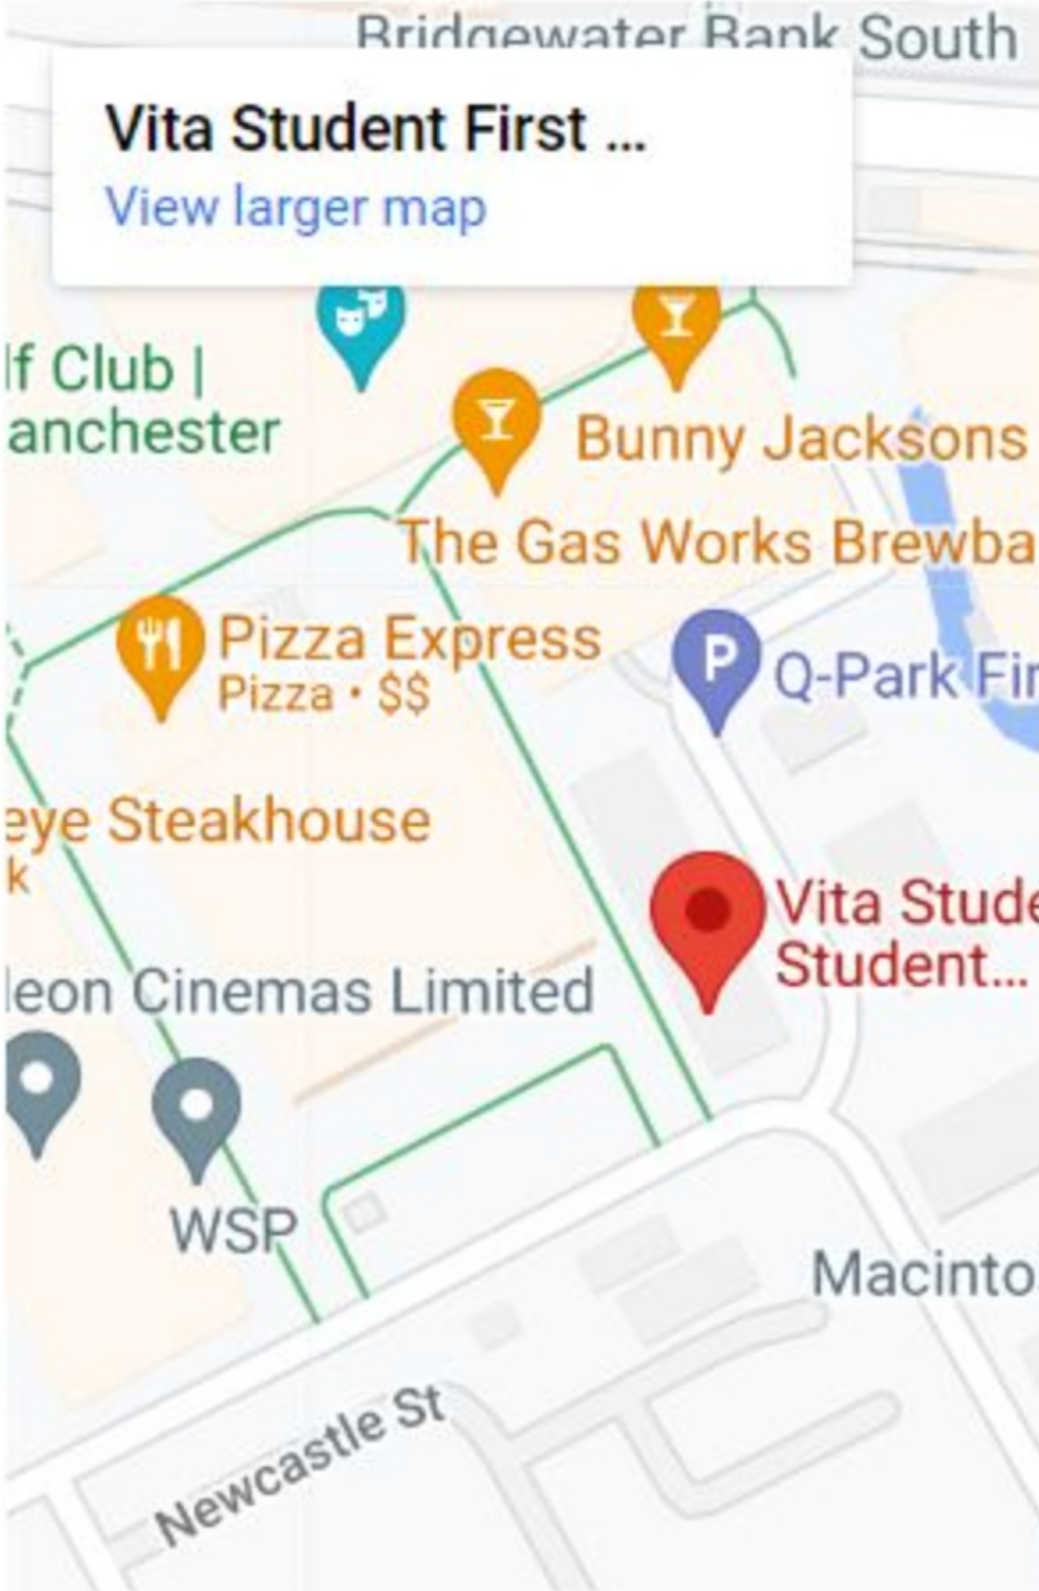 Bridgewater Bank South
Vita Student First ...
View larger map
lf Club |
anchester
Bunny Jacksons
The Gas Works Brewba
Pizza Express
Pizza • $$
P
Q-Park Fir
eye Steakhouse
k
Vita Stude
Student...
leon Cinemas Limited
WSP
Macinto
Newcastle St